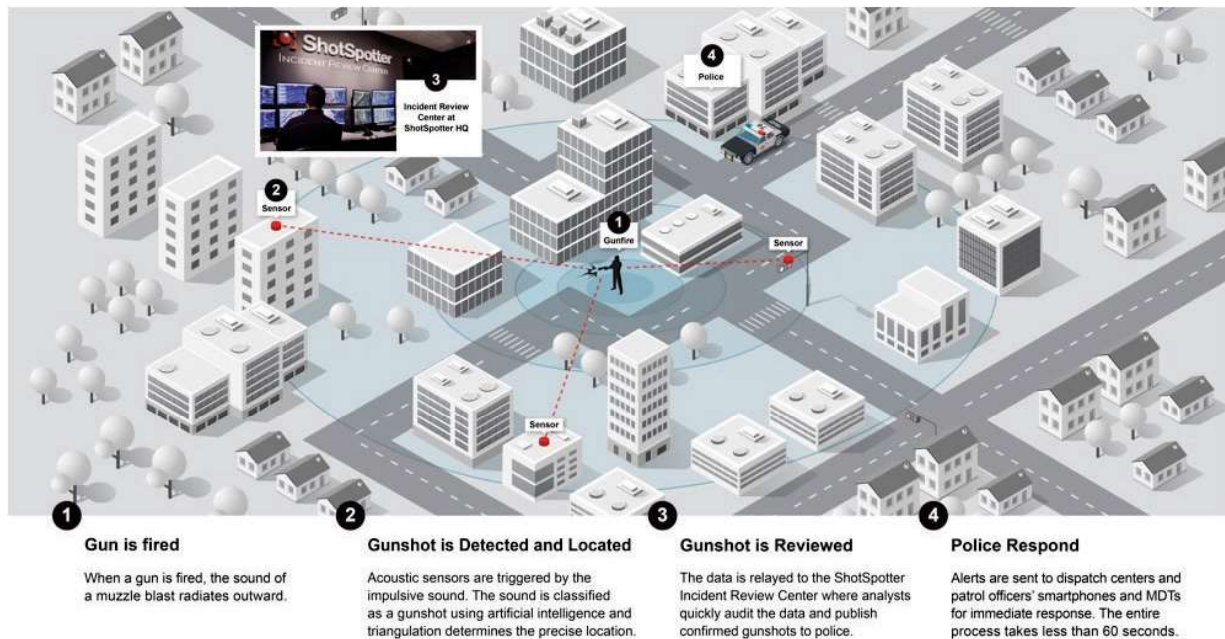 ShotSpotter
INCIDENT REVIEW CENTER
3
Incident Review
Center at
ShotSpotter HQ
4
Police
2
Sensor
1
Gunfire
Sensor
Sensor
1
Gun is fired
When a gun is fired, the sound of
a muzzle blast radiates outward.
2
Gunshot is Detected and Located
Acoustic sensors are triggered by the
impulsive sound. The sound is classified
as a gunshot using artificial intelligence and
triangulation determines the precise location.
3
Gunshot is Reviewed
The data is relayed to the ShotSpotter
Incident Review Center where analysts
quickly audit the data and publish
confirmed gunshots to police.
4
Police Respond
Alerts are sent to dispatch centers and
patrol officers' smartphones and MDTs
for immediate response. The entire
process takes less than 60 seconds.